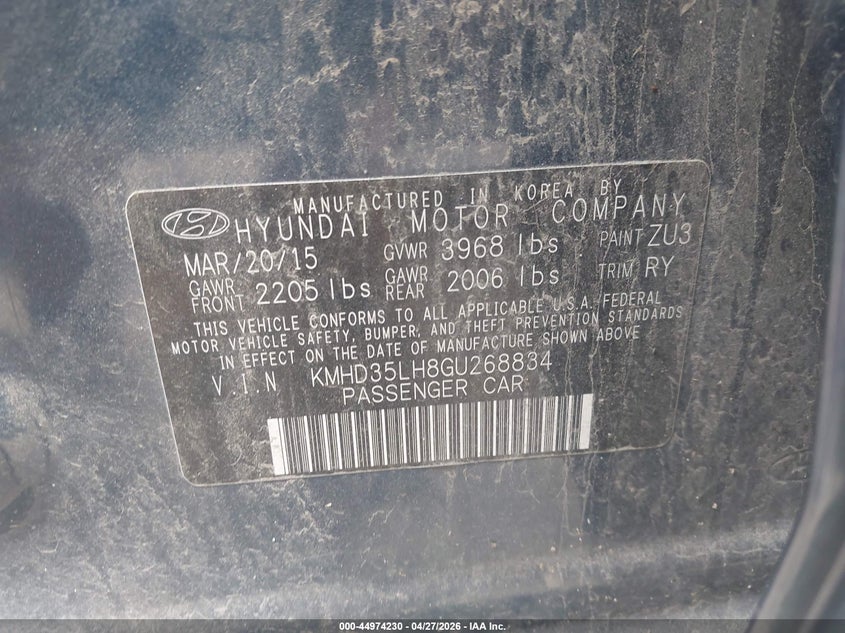 MANUFACTURED IN KOREA BY
HYUNDAI MOTOR COMPANY
MAR/20/15 GVWR 3968 lbs PAINT ZU3
GAWR FRONT 2205 lbs GAWR REAR 2006 lbs TRIM RY
THIS VEHICLE CONFORMS TO ALL APPLICABLE U.S.A. FEDERAL
MOTOR VEHICLE SAFETY, BUMPER, AND THEFT PREVENTION STANDARDS
IN EFFECT ON THE DATE OF MANUFACTURE SHOWN ABOVE
V.I.N KMHD35LH8GU268834
PASSENGER CAR
000-44974230 - 04/27/2026 - IAA Inc.